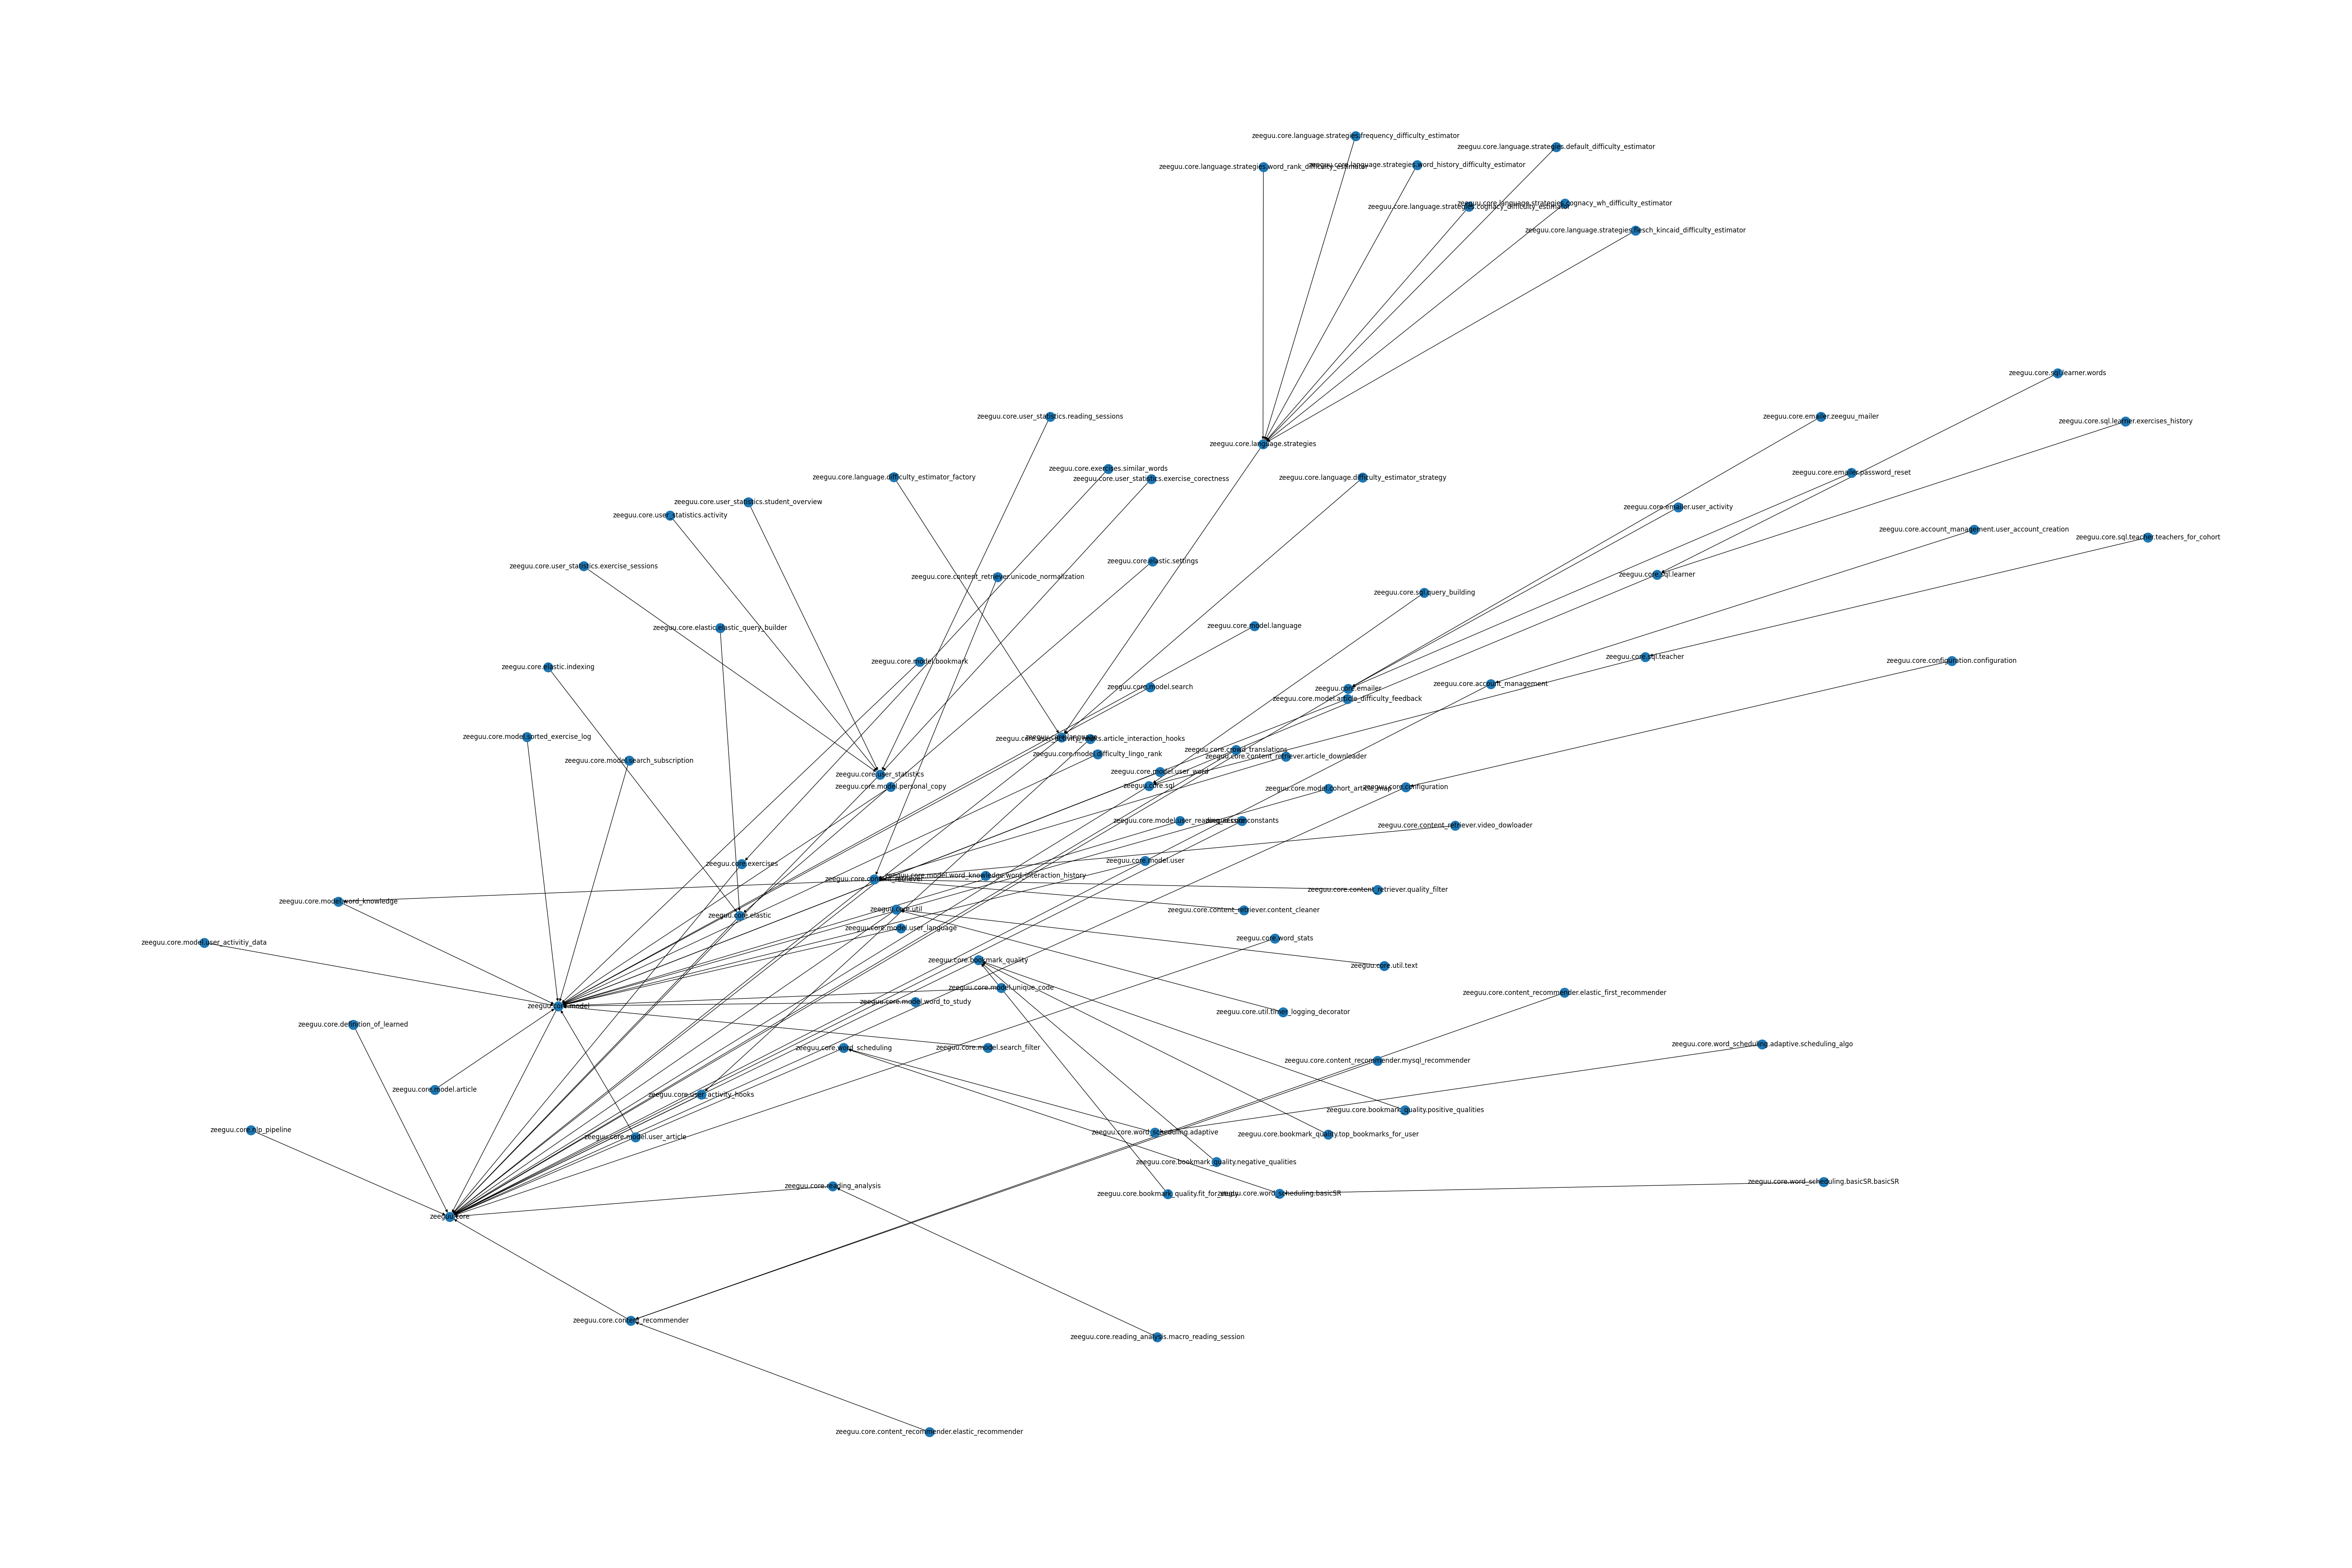 zeeguu.core.language.strategies.frequency_difficulty_estimator
zeeguu.core.language.strategies.default_difficulty_estimator
zeeguu.core.language.strategies.word_rank_difficulty_estimator
zeeguu.core.language.strategies.word_history_difficulty_estimator
zeeguu.core.language.strategies.cognacy_wh_difficulty_estimator
zeeguu.core.language.strategies.cognacy_difficulty_estimator
zeeguu.core.language.strategies.flesch_kincaid_difficulty_estimator
zeeguu.core.sql.learner.words
zeeguu.core.user_statistics.reading_sessions
zeeguu.core.emailer.zeeguu_mailer
zeeguu.core.sql.learner.exercises_history
zeeguu.core.language.strategies
zeeguu.core.exercises.similar_words
zeeguu.core.emailer.password_reset
zeeguu.core.language.difficulty_estimator_factory
zeeguu.core.user_statistics.exercise_corectness
zeeguu.core.language.difficulty_estimator_strategy
zeeguu.core.user_statistics.student_overview
zeeguu.core.emailer.user_activity
zeeguu.core.user_statistics.activity
zeeguu.core.account_management.user_account_creation
zeeguu.core.sql.teacher.teachers_for_cohort
zeeguu.core.elastic.settings
zeeguu.core.user_statistics.exercise_sessions
zeeguu.core.content_retriever.unicode_normalization
zeeguu.core.sql.learner
zeeguu.core.sql.query_building
zeeguu.core.elastic.elastic_query_builder
zeeguu.core.model.language
zeeguu.core.sql.teacher
zeeguu.core.model.bookmark
zeeguu.core.configuration.configuration
zeeguu.core.elastic.indexing
zeeguu.core.account_management
zeeguu.core.model.search
zeeguu.core.emailer
zeeguu.core.model.article_difficulty_feedback
zeeguu.core.model.sorted_exercise_log
zeeguu.core.language
zeeguu.core.user_activity_hooks.article_interaction_hooks
zeeguu.core.crowd_translations
zeeguu.core.model.difficulty_lingo_rank
zeeguu.core.content_retriever.article_downloader
zeeguu.core.model.search_subscription
zeeguu.core.model.user_word
zeeguu.core.user_statistics
zeeguu.core.sql
zeeguu.core.model.personal_copy
zeeguu.core.model.cohort_article_map
zeeguu.core.configuration
zeeguu.core.model.user_reading_session
zeeguu.core.constants
zeeguu.core.content_retriever.video_dowloader
zeeguu.core.model.user
zeeguu.core.exercises
zeeguu.core.model.word_knowledge.word_interaction_history
zeeguu.core.content_retriever
zeeguu.core.content_retriever.quality_filter
zeeguu.core.model.word_knowledge
zeeguu.core.util
zeeguu.core.content_retriever.content_cleaner
zeeguu.core.elastic
zeeguu.core.model.user_language
zeeguu.core.word_stats
zeeguu.core.model.user_activitiy_data
zeeguu.core.bookmark_quality
zeeguu.core.util.text
zeeguu.core.model.unique_code
zeeguu.core.content_recommender.elastic_first_recommender
zeeguu.core.model.word_to_study
zeeguu.core.model
zeeguu.core.util.timer_logging_decorator
zeeguu.core.definition_of_learned
zeeguu.core.word_scheduling.adaptive.scheduling_algo
zeeguu.core.word_scheduling
zeeguu.core.model.search_filter
zeeguu.core.content_recommender.mysql_recommender
zeeguu.core.model.article
zeeguu.core.user_activity_hooks
zeeguu.core.bookmark_quality.positive_qualities
zeeguu.core.nlp_pipeline
zeeguu.core.word_scheduling.adaptive
zeeguu.core.bookmark_quality.top_bookmarks_for_user
zeeguu.core.model.user_article
zeeguu.core.bookmark_quality.negative_qualities
zeeguu.core.word_scheduling.basicSR.basicSR
zeeguu.core.reading_analysis
zeeguu.core.bookmark_quality.fit_for_study
zeeguu.core.word_scheduling.basicSR
zeeguu.core
zeeguu.core.content_recommender
zeeguu.core.reading_analysis.macro_reading_session
zeeguu.core.content_recommender.elastic_recommender